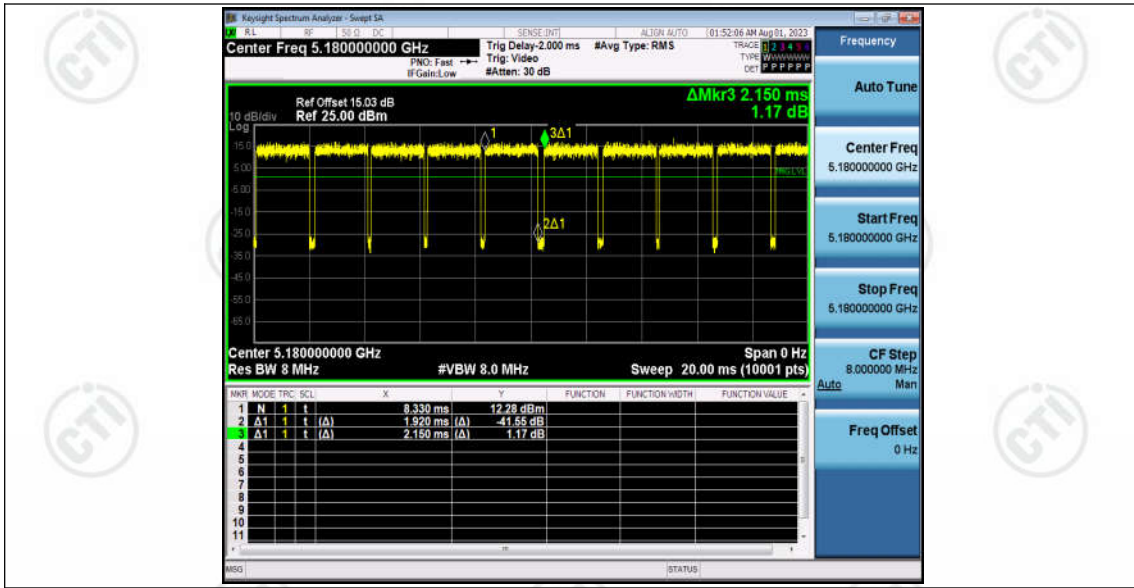 Keysight Spectrum Analyzer - Swept SA
RL RF 50 Ω DC SENSE:INT ALIGN AUTO 01:52:06 AM Aug 01, 2023
Center Freq 5.180000000 GHz Trig Delay-2.000 ms #Avg Type: RMS TRACE 1 2 3 4 5 6
PNO: Fast Trig: Video TYPE WWWWWW
IFGain:Low #Atten: 30 dB DET P P P P P P
Frequency
Auto Tune
ΔMkr3 2.150 ms
Ref Offset 15.03 dB
10 dB/div Ref 25.00 dBm 1.17 dB
Log
1
3Δ1
15.0
5.00
TRIG LVL
-5.00
-15.0
2Δ1
-25.0
-35.0
-45.0
-55.0
-65.0
Center Freq
5.180000000 GHz
Start Freq
5.180000000 GHz
Stop Freq
5.180000000 GHz
Center 5.180000000 GHz Span 0 Hz
Res BW 8 MHz #VBW 8.0 MHz Sweep 20.00 ms (10001 pts)
CF Step
8.000000 MHz
Auto Man
Freq Offset
0 Hz
MKR MODE TRC SCL X Y FUNCTION FUNCTION WIDTH FUNCTION VALUE
1 N 1 t 8.330 ms 12.28 dBm
2 Δ1 1 t (Δ) 1.920 ms (Δ) -41.55 dB
3 Δ1 1 t (Δ) 2.150 ms (Δ) 1.17 dB
4
5
6
7
8
9
10
11
MSG STATUS
CTI
CTI
CTI
CTI